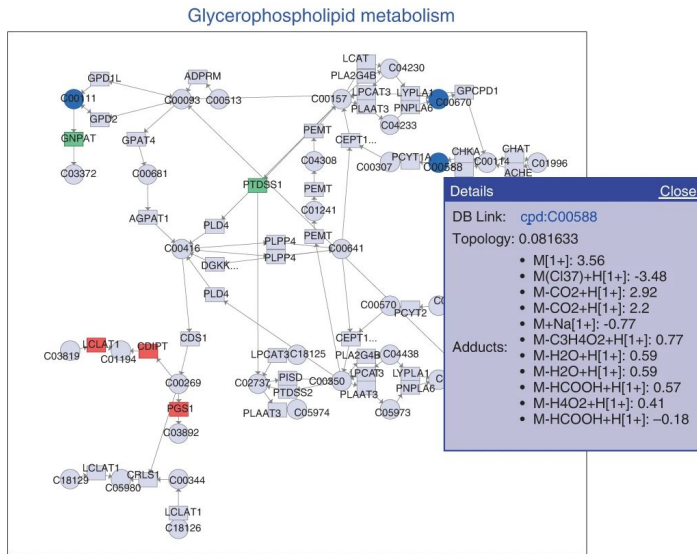 Glycerophospholipid metabolism
LCAT
C04230
PLA2G4B
GPD1L
ADPRM
LPCAT3
LYPLA1
GPCPD1
C00111
C00093
C00513
C00157
PLAAT3
PNPLA6
C00670
GPD2
C04233
PEMT
GNPAT
GPAT4
CEPT1...
CHKA
CHAT
PCYT1A
C04308
C00307
C00588
C00114
C01996
ACHE
C03372
C00681
PTDSS1
PEMT
C01241
AGPAT1
PLD4
PEMT
PLPP4
C00416
C00641
PLPP4
DGKK...
PLD4
C00570
PCYT2
CDS1
CEPT1...
LCLAT1
CDIPT
LPCAT3
C18125
PLA2G4B
C04438
C03819
C01194
LPCAT3
LYPLA1
C00269
C02737
PISD
C00350
PLAAT3
PNPLA6
PTDSS2
PGS1
PLAAT3
C05974
C05973
C03892
LCLAT1
CRLS1
C00344
C18129
C05980
LCLAT1
C18126
Details
Close
DB Link: cpd:C00588
Topology: 0.081633
Adducts:
• M[1+]: 3.56
• M(Cl37)+H[1+]: -3.48
• M-CO2+H[1+]: 2.92
• M-CO2+H[1+]: 2.2
• M+Na[1+]: -0.77
• M-C3H4O2+H[1+]: 0.77
• M-H2O+H[1+]: 0.59
• M-H2O+H[1+]: 0.59
• M-HCOOH+H[1+]: 0.57
• M-H4O2+H[1+]: 0.41
• M-HCOOH+H[1+]: –0.18